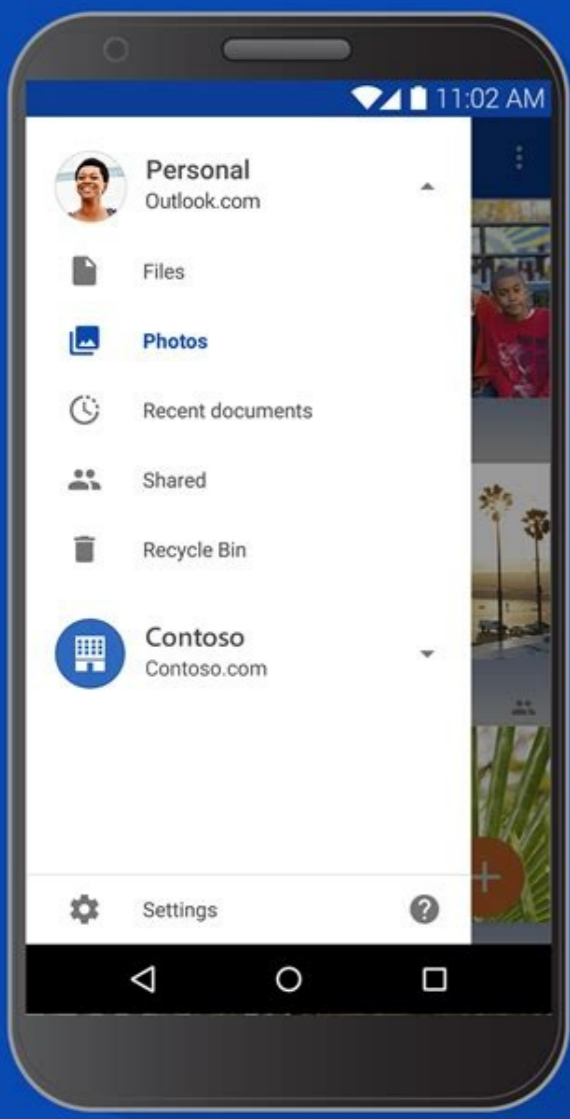 11:02 AM
Personal
Outlook.com
Files
Photos
Recent documents
Shared
Recycle Bin
Contoso
Contoso.com
Settings